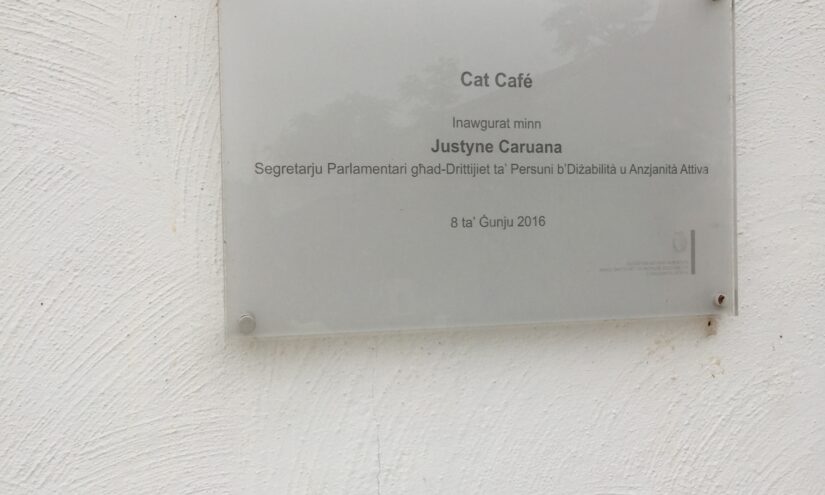 Cat Café
Inawgurat minn
Justyne Caruana
Segretarju Parlamentari għad-Drittijiet ta' Persuni b'Diżabilità u Anzjanità Attiva
8 ta' Ġunju 2016